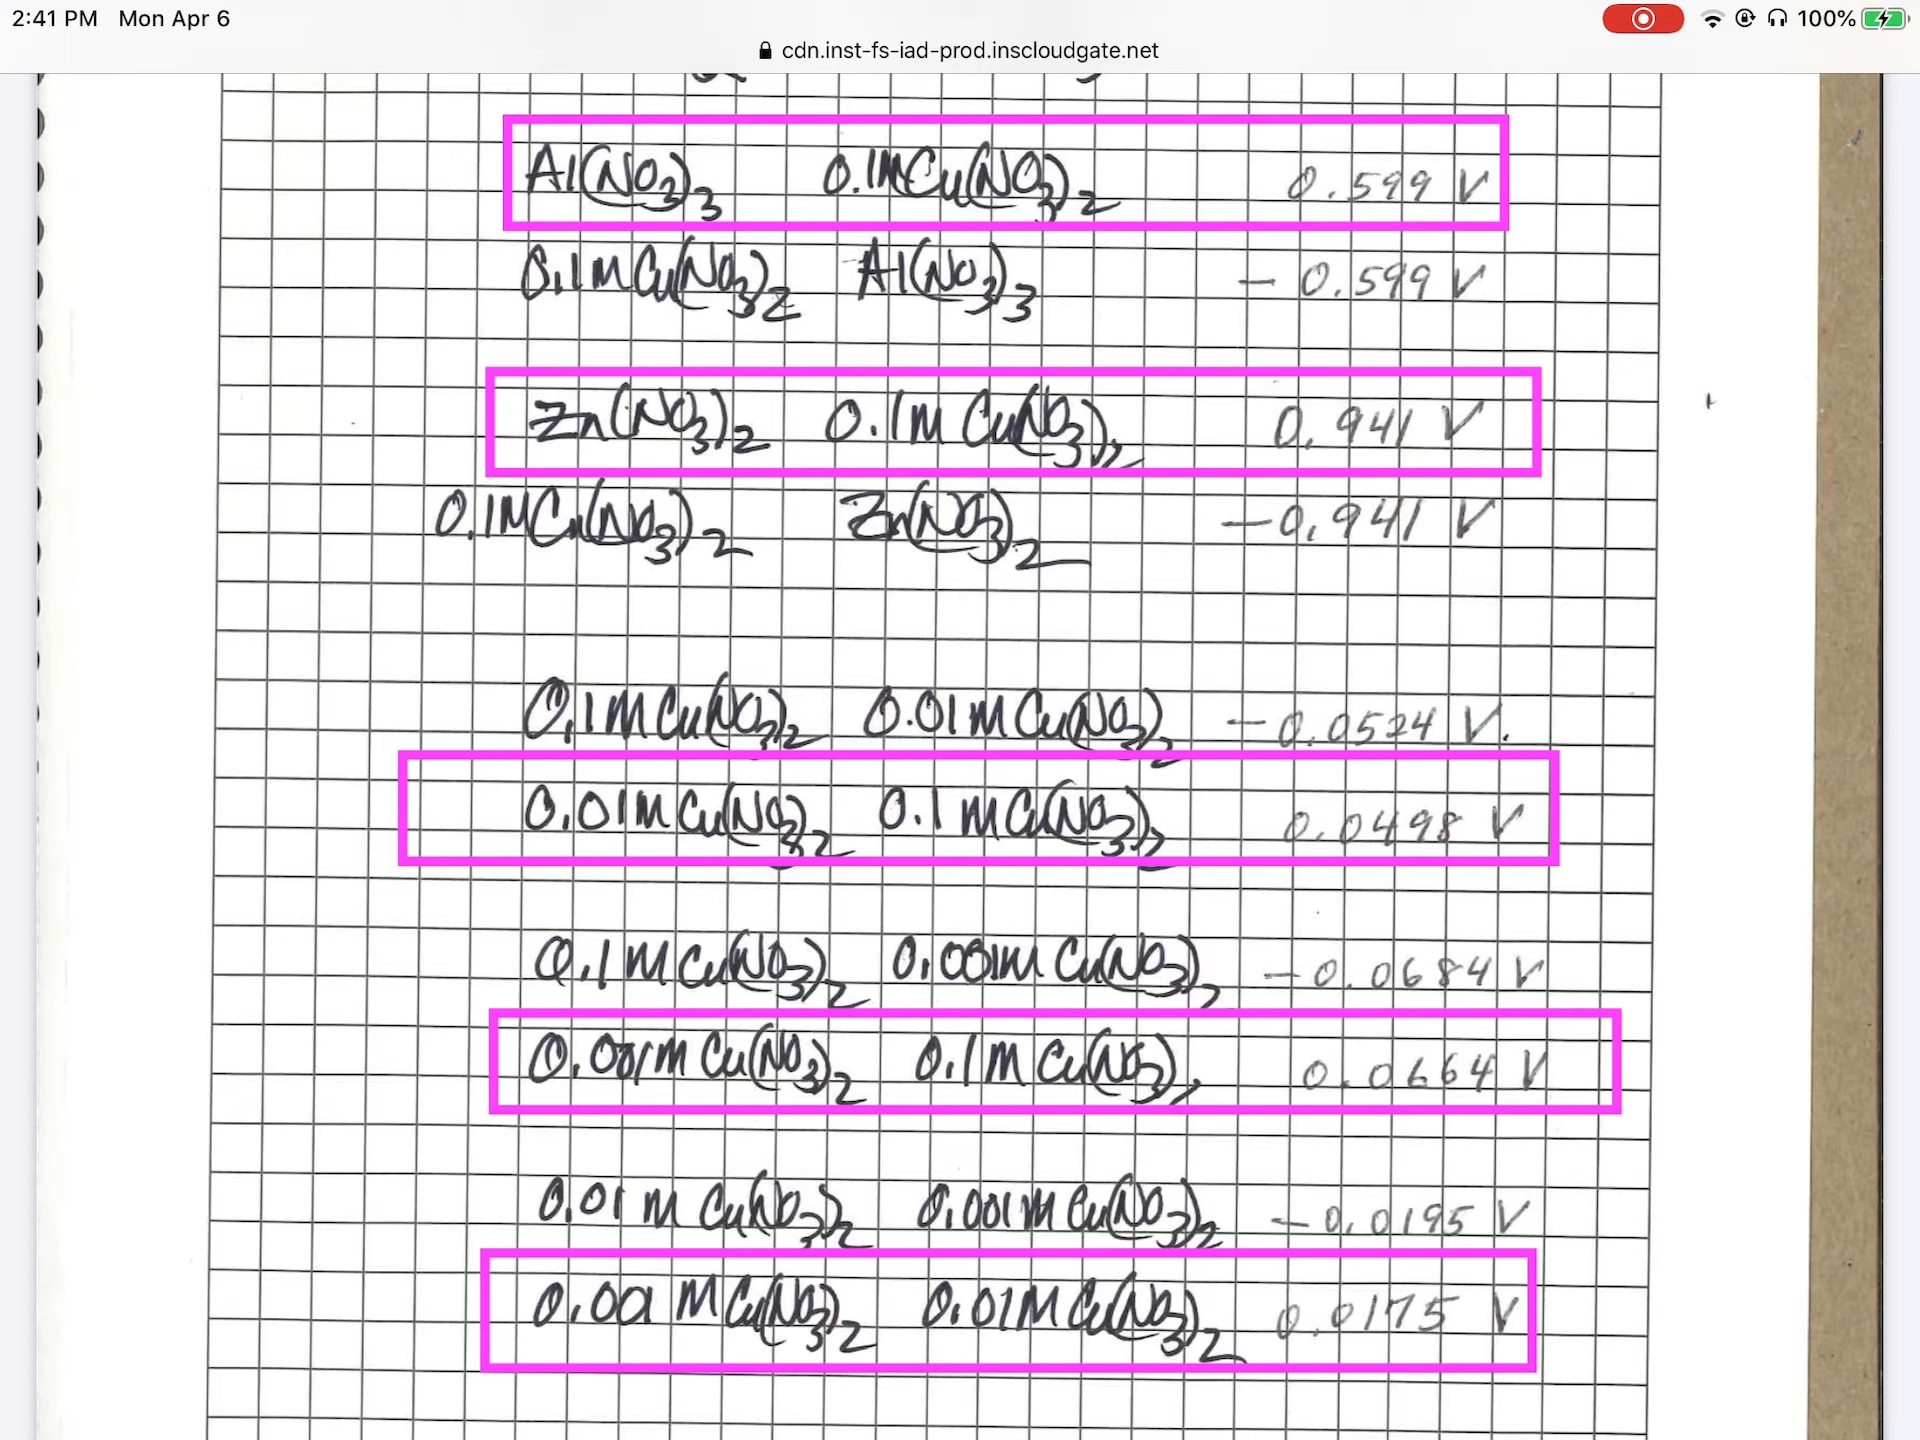 2:41 PM Mon Apr 6 100%
cdn.inst-fs-iad-prod.inscloudgate.net
Al(NO3)3 0.1M Cu(NO3)2 0.599 V
0.1M Cu(NO3)2 Al(NO3)3 -0.599 V
Zn(NO3)2 0.1M Cu(NO3)2 0.941 V
0.1M Cu(NO3)2 Zn(NO3)2 -0.941 V
0.1M Cu(NO3)2 0.01M Cu(NO3)2 -0.0524 V.
0.01M Cu(NO3)2 0.1M Cu(NO3)2 0.0498 V
0.1M Cu(NO3)2 0.001M Cu(NO3)2 -0.0684 V
0.001M Cu(NO3)2 0.1M Cu(NO3)2 0.0664 V
0.01M Cu(NO3)2 0.001M Cu(NO3)2 -0.0195 V
0.001M Cu(NO3)2 0.01M Cu(NO3)2 0.0175 V